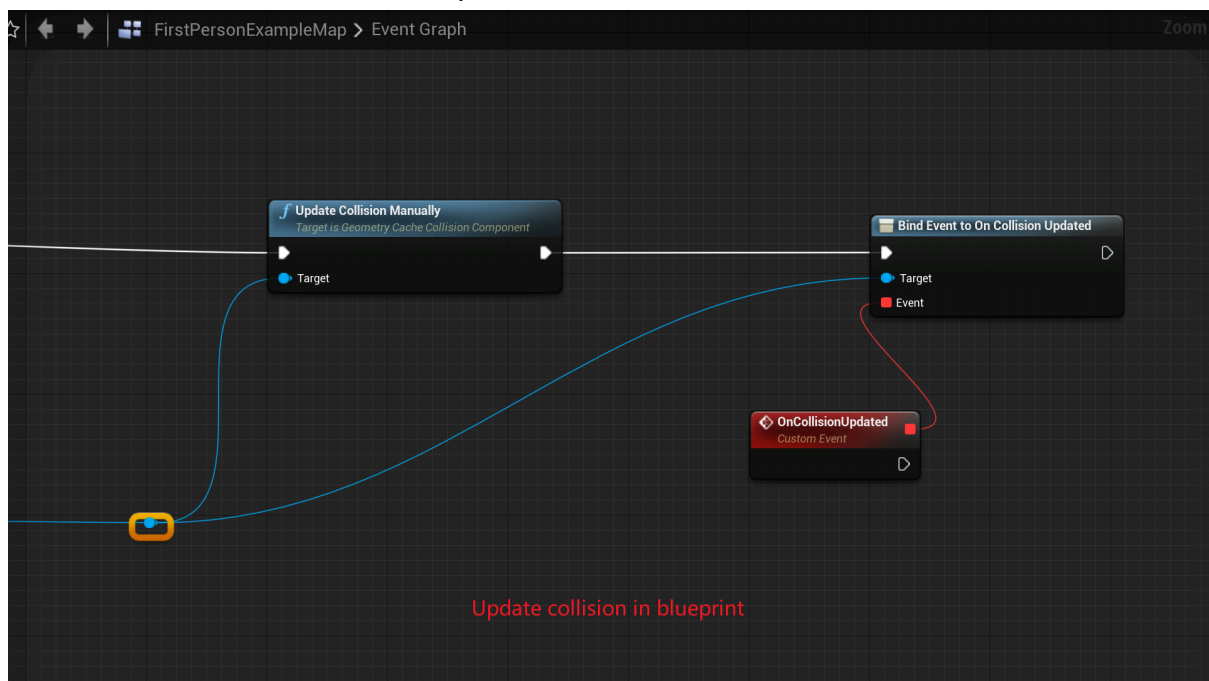 FirstPersonExampleMap > Event Graph
Zoom
Update Collision Manually
Target is Geometry Cache Collision Component
Target
Bind Event to On Collision Updated
Target
Event
OnCollisionUpdated
Custom Event
Update collision in blueprint